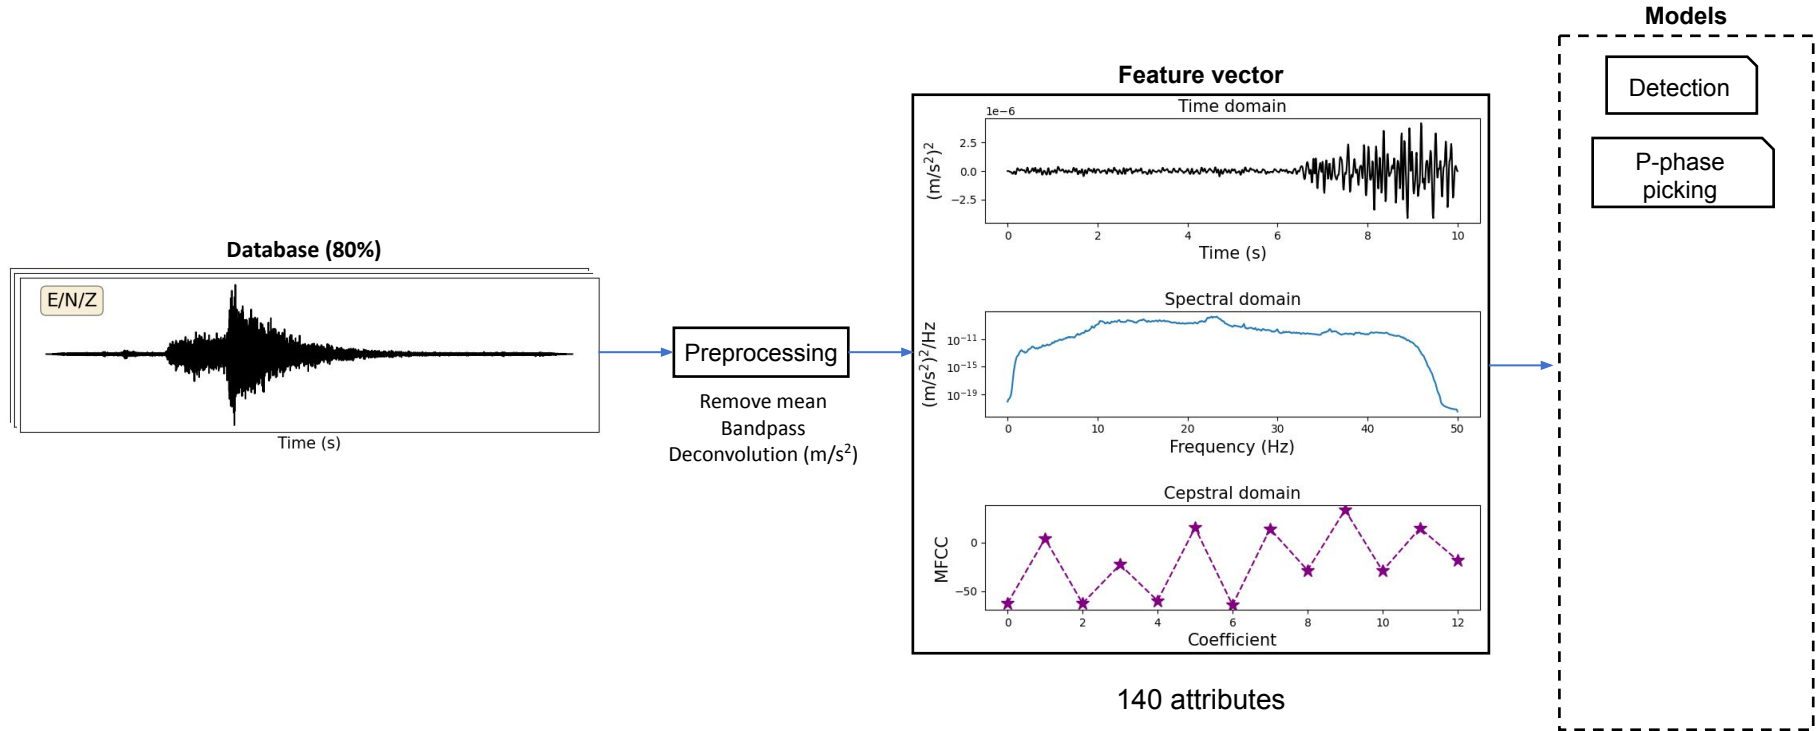 Models
Detection
P-phase
picking
Feature vector
Time domain
1e−6
2.5
0.0
−2.5
(m/s²)²
0 2 4 6 8 10
Time (s)
Database (80%)
E/N/Z
Time (s)
Preprocessing
Remove mean
Bandpass
Deconvolution (m/s²)
Spectral domain
10⁻¹¹
10⁻¹⁵
10⁻¹⁹
(m/s²)²/Hz
0 10 20 30 40 50
Frequency (Hz)
Cepstral domain
0
−50
MFCC
0 2 4 6 8 10 12
Coefficient
140 attributes